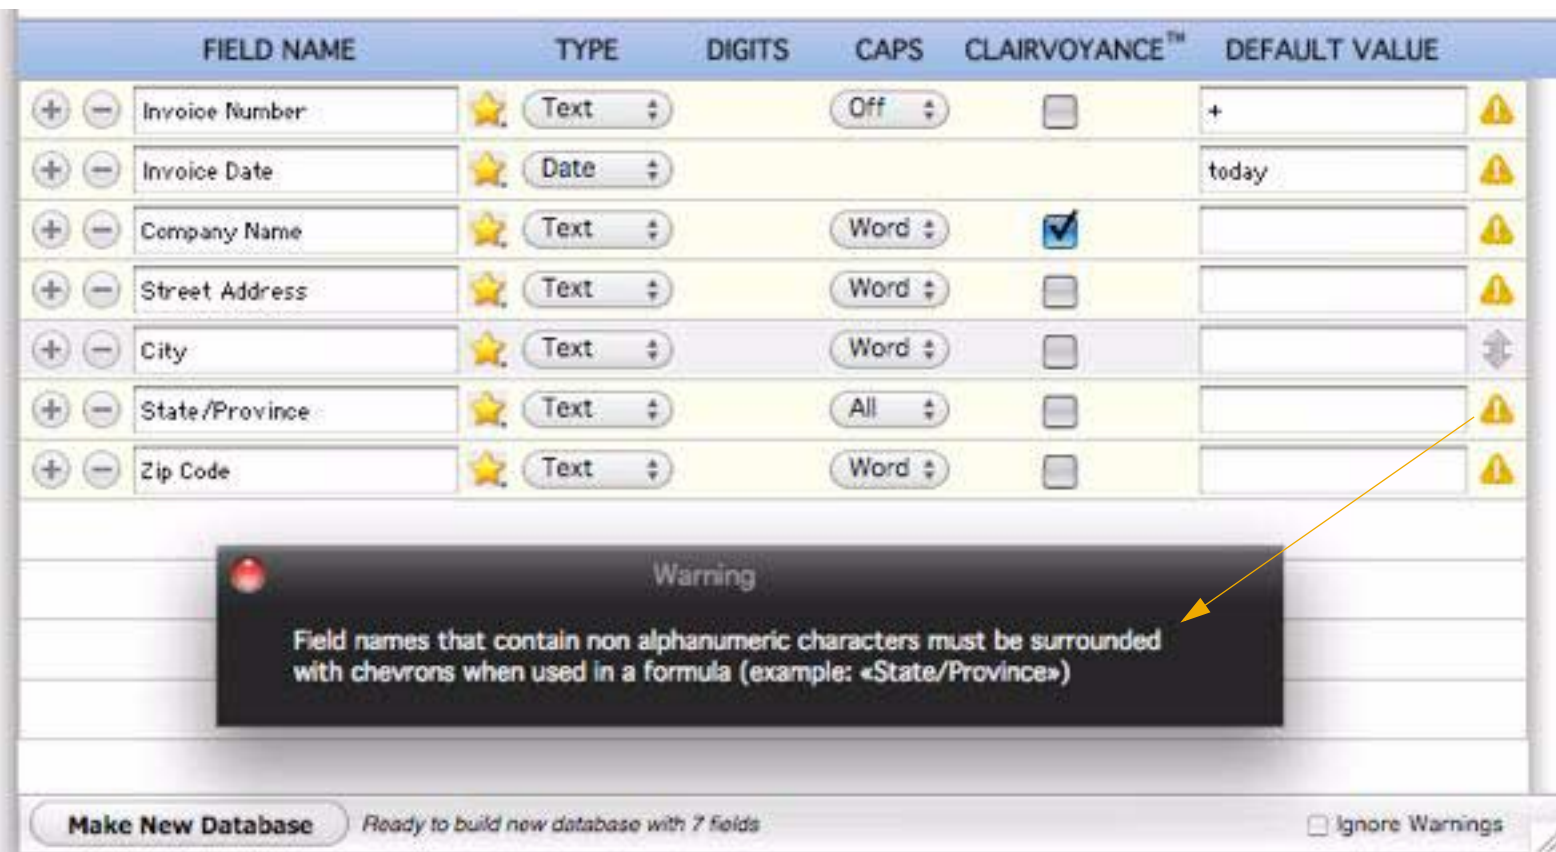 FIELD NAME TYPE DIGITS CAPS CLAIRVOYANCE™ DEFAULT VALUE
Invoice Number Text Off +
Invoice Date Date today
Company Name Text Word
Street Address Text Word
City Text Word
State/Province Text All
Zip Code Text Word
Warning
Field names that contain non alphanumeric characters must be surrounded
with chevrons when used in a formula (example: «State/Province»)
Make New Database Ready to build new database with 7 fields Ignore Warnings